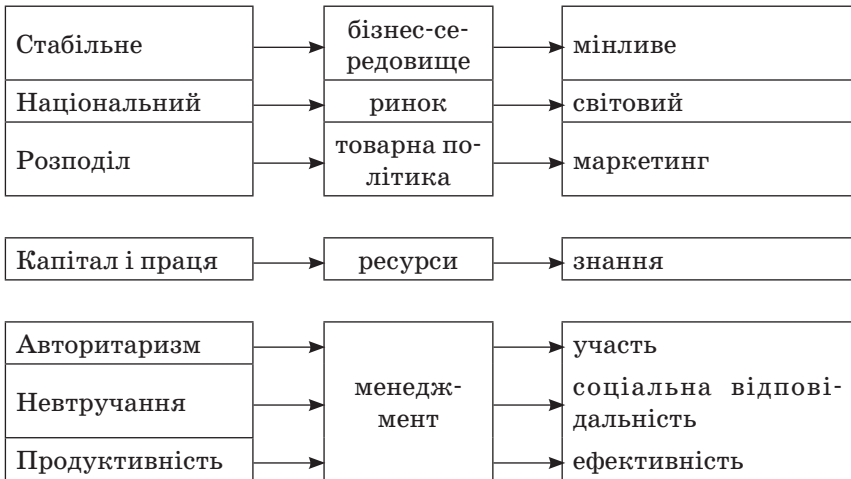 Стабільне
бізнес-се-
редовище
мінливе
Національний
ринок
світовий
Розподіл
товарна по-
літика
маркетинг
Капітал і праця
ресурси
знання
Авторитаризм
участь
Невтручання
менедж-
мент
соціальна відпові-
дальність
Продуктивність
ефективність